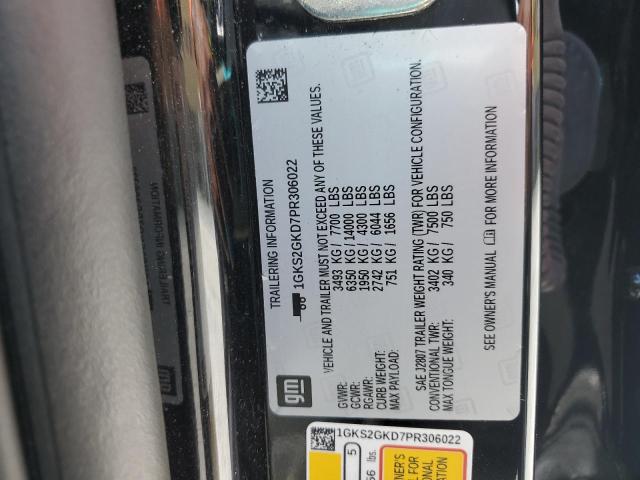 TRAILERING INFORMATION
1GKS2GKD7PR306022
VEHICLE AND TRAILER MUST NOT EXCEED ANY OF THESE VALUES.
GVWR: 3493 KG / 7700 LBS
GCWR: 6350 KG / 14000 LBS
RGAWR: 1950 KG / 4300 LBS
CURB WEIGHT: 2742 KG / 6044 LBS
MAX PAYLOAD: 751 KG / 1656 LBS
SAE J2807 TRAILER WEIGHT RATING (TWR) FOR VEHICLE CONFIGURATION.
CONVENTIONAL TWR: 3402 KG / 7500 LBS
MAX TONGUE WEIGHT: 340 KG / 750 LBS
SEE OWNER'S MANUAL FOR MORE INFORMATION
gm
1GKS2GKD7PR306022
5
56 lbs.